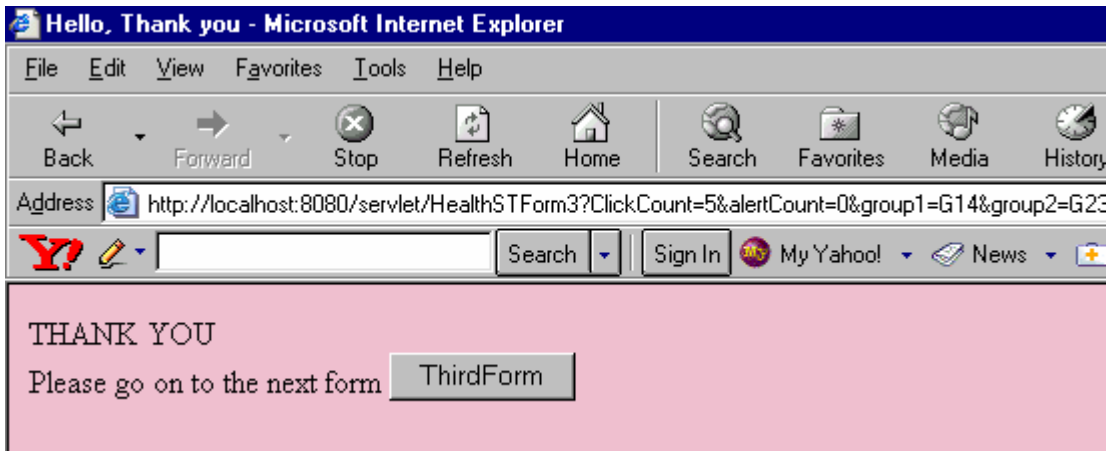 Hello, Thank you - Microsoft Internet Explorer
File Edit View Favorites Tools Help
Back Forward Stop Refresh Home Search Favorites Media History
Address http://localhost:8080/servlet/HealthSTForm3?ClickCount=5&alertCount=0&group1=G14&group2=G23
Y! Search Sign In My My Yahoo! News
THANK YOU
Please go on to the next form ThirdForm